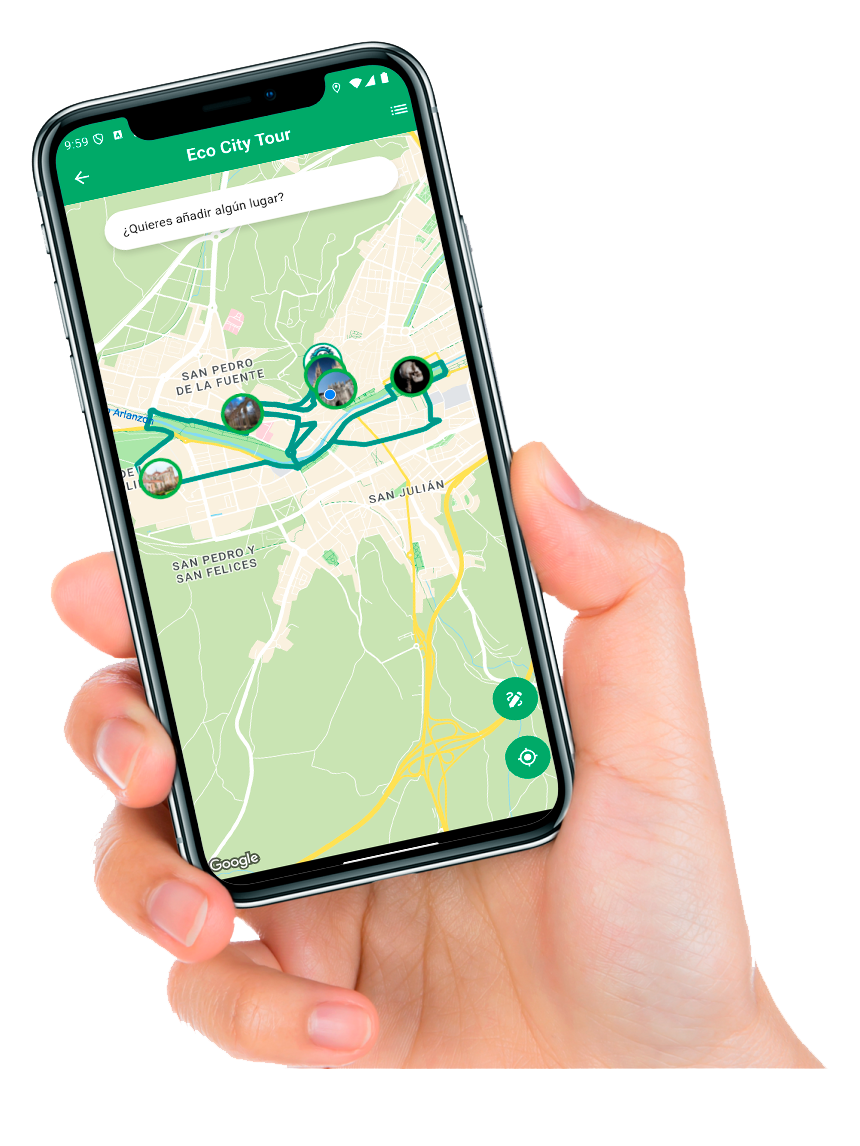 9:59
Eco City Tour
¿Quieres añadir algún lugar?
SAN PEDRO
DE LA FUENTE
Arlanzón
SAN JULIÁN
SAN PEDRO Y
SAN FELICES
Google